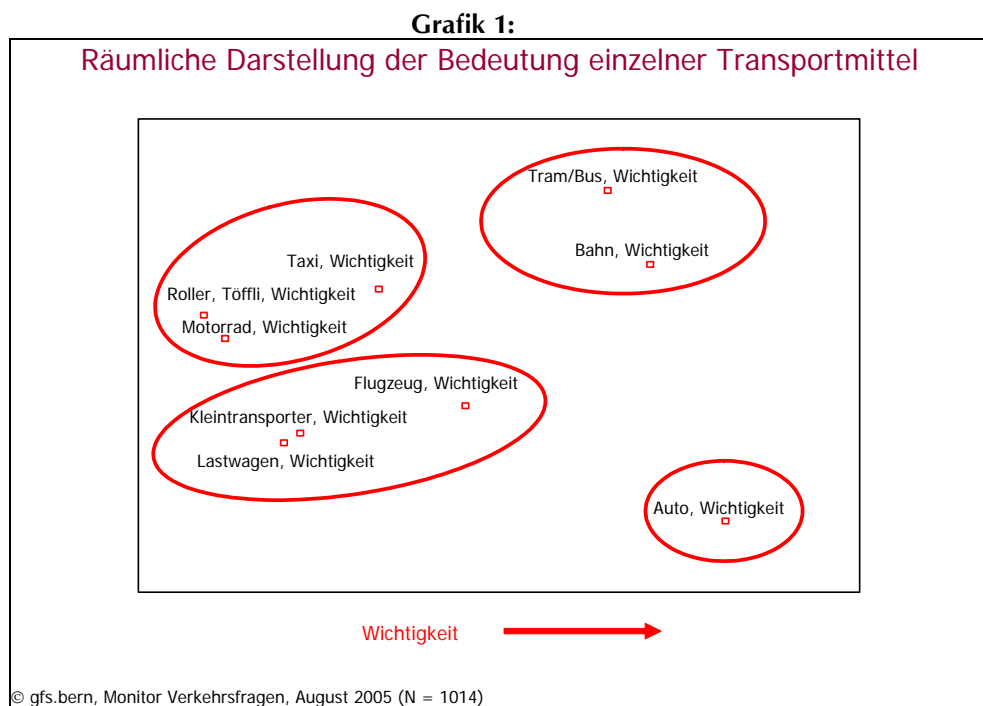 Grafik 1:
Räumliche Darstellung der Bedeutung einzelner Transportmittel
Tram/Bus, Wichtigkeit
Bahn, Wichtigkeit
Taxi, Wichtigkeit
Roller, Töffli, Wichtigkeit
Motorrad, Wichtigkeit
Flugzeug, Wichtigkeit
Kleintransporter, Wichtigkeit
Lastwagen, Wichtigkeit
Auto, Wichtigkeit
Wichtigkeit
© gfs.bern, Monitor Verkehrsfragen, August 2005 (N = 1014)